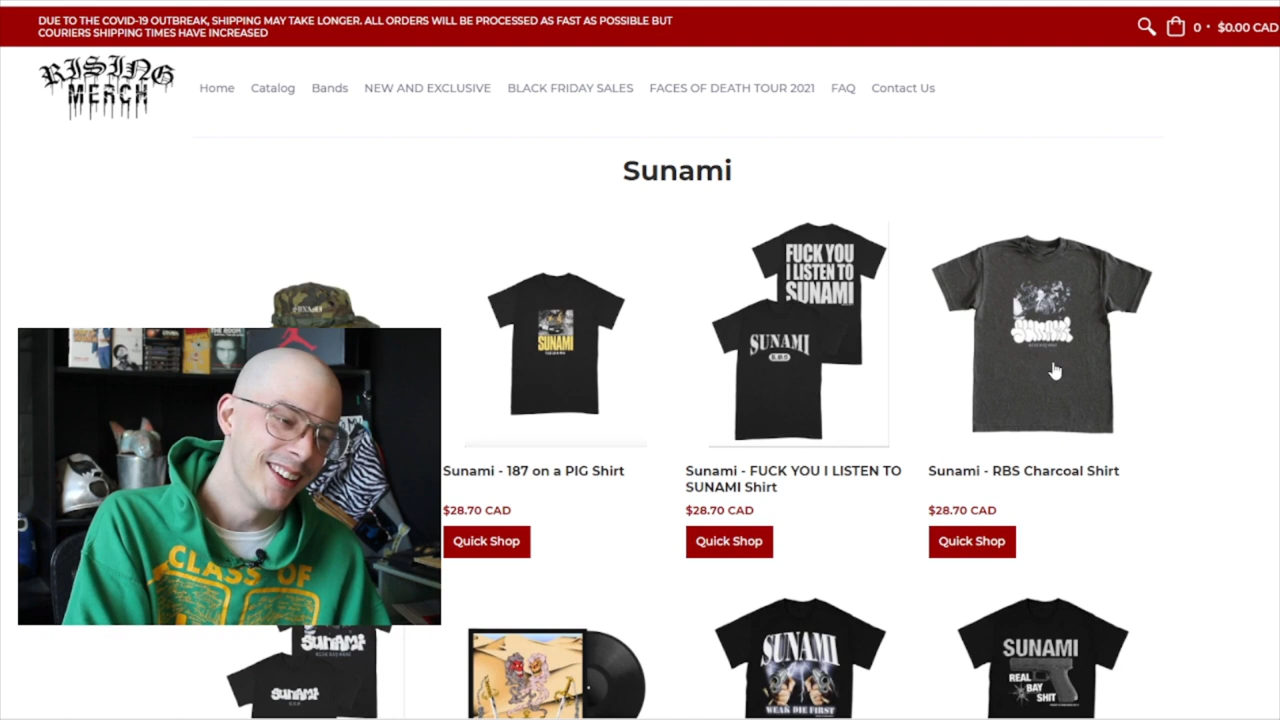 DUE TO THE COVID-19 OUTBREAK, SHIPPING MAY TAKE LONGER. ALL ORDERS WILL BE PROCESSED AS FAST AS POSSIBLE BUT
COURIERS SHIPPING TIMES HAVE INCREASED
0 · $0.00 CAD
RISING
MERCH
Home Catalog Bands NEW AND EXCLUSIVE BLACK FRIDAY SALES FACES OF DEATH TOUR 2021 FAQ Contact Us
Sunami
SUNAMI
SUNAMI
FUCK YOU
I LISTEN TO
SUNAMI
SUNAMI
SUNAMI
Sunami - 187 on a PIG Shirt
Sunami - FUCK YOU I LISTEN TO
SUNAMI Shirt
Sunami - RBS Charcoal Shirt
$28.70 CAD
$28.70 CAD
$28.70 CAD
Quick Shop
Quick Shop
Quick Shop
CLASS OF
SUNAMI
SUNAMI
SUNAMI
WEAK DIE FIRST
SUNAMI
REAL
BAY
SHIT